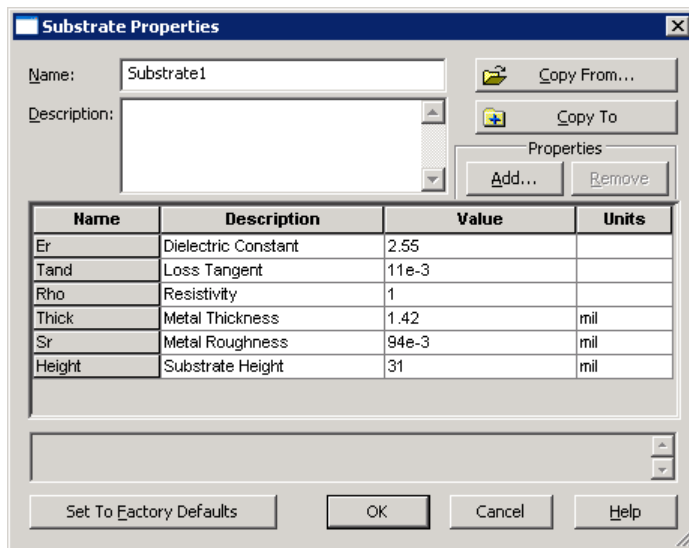 Substrate Properties
Name: Substrate1
Copy From...
Description:
Copy To
Properties
Add... Remove
Name Description Value Units
Er Dielectric Constant 2.55
Tand Loss Tangent 11e-3
Rho Resistivity 1
Thick Metal Thickness 1.42 mil
Sr Metal Roughness 94e-3 mil
Height Substrate Height 31 mil
Set To Factory Defaults OK Cancel Help